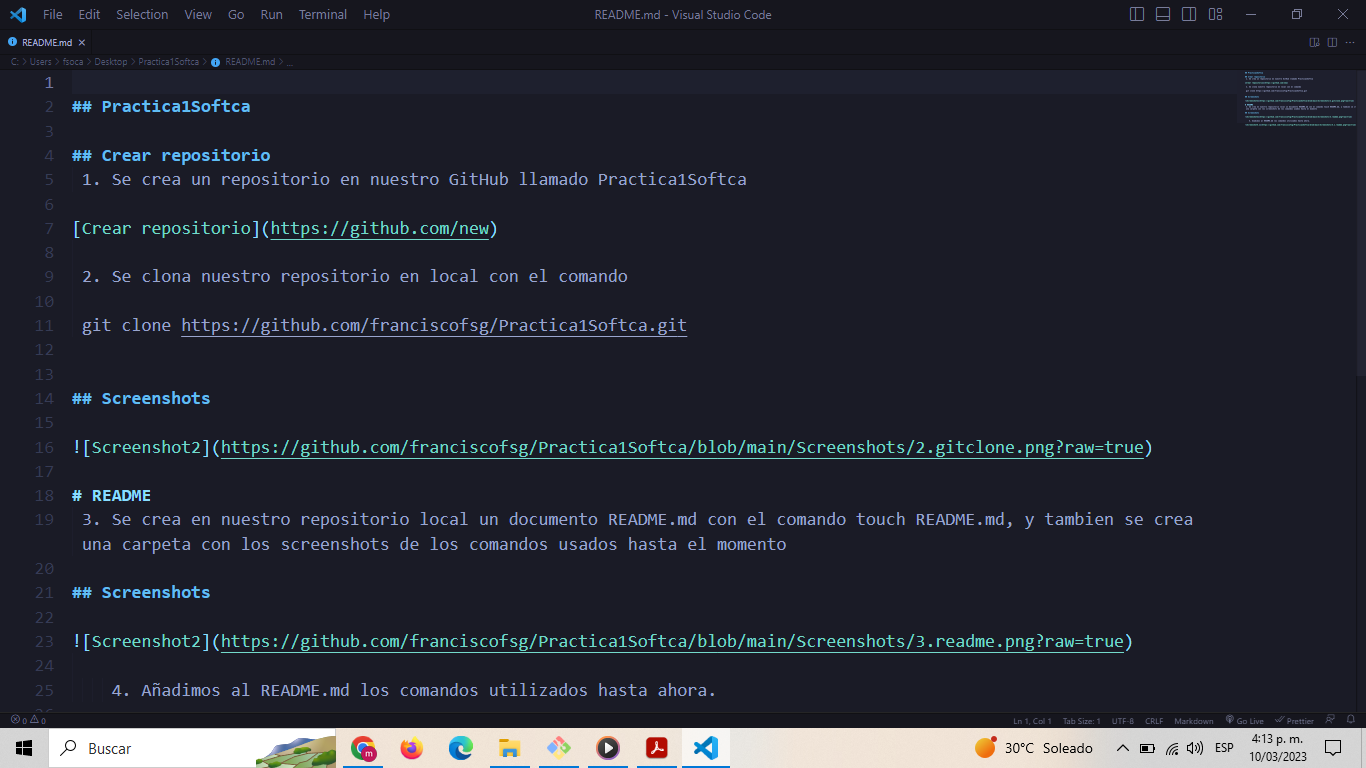 File Edit Selection View Go Run Terminal Help README.md - Visual Studio Code
README.md
C: > Users > fsoca > Desktop > Practica1Softca > README.md > ...
1
2 ## Practica1Softca
3
4 ## Crear repositorio
5 1. Se crea un repositorio en nuestro GitHub llamado Practica1Softca
6
7 [Crear repositorio](https://github.com/new)
8
9 2. Se clona nuestro repositorio en local con el comando
10
11 git clone https://github.com/franciscofsg/Practica1Softca.git
12
13
14 ## Screenshots
15
16 ![Screenshot2](https://github.com/franciscofsg/Practica1Softca/blob/main/Screenshots/2.gitclone.png?raw=true)
17
18 # README
19 3. Se crea en nuestro repositorio local un documento README.md con el comando touch README.md, y tambien se crea
una carpeta con los screenshots de los comandos usados hasta el momento
20
21 ## Screenshots
22
23 ![Screenshot2](https://github.com/franciscofsg/Practica1Softca/blob/main/Screenshots/3.readme.png?raw=true)
24
25 4. Añadimos al README.md los comandos utilizados hasta ahora.
0 0 Ln 1, Col 1 Tab Size: 1 UTF-8 CRLF Markdown Go Live Prettier
Buscar 30°C Soleado ESP 4:13 p. m.
10/03/2023